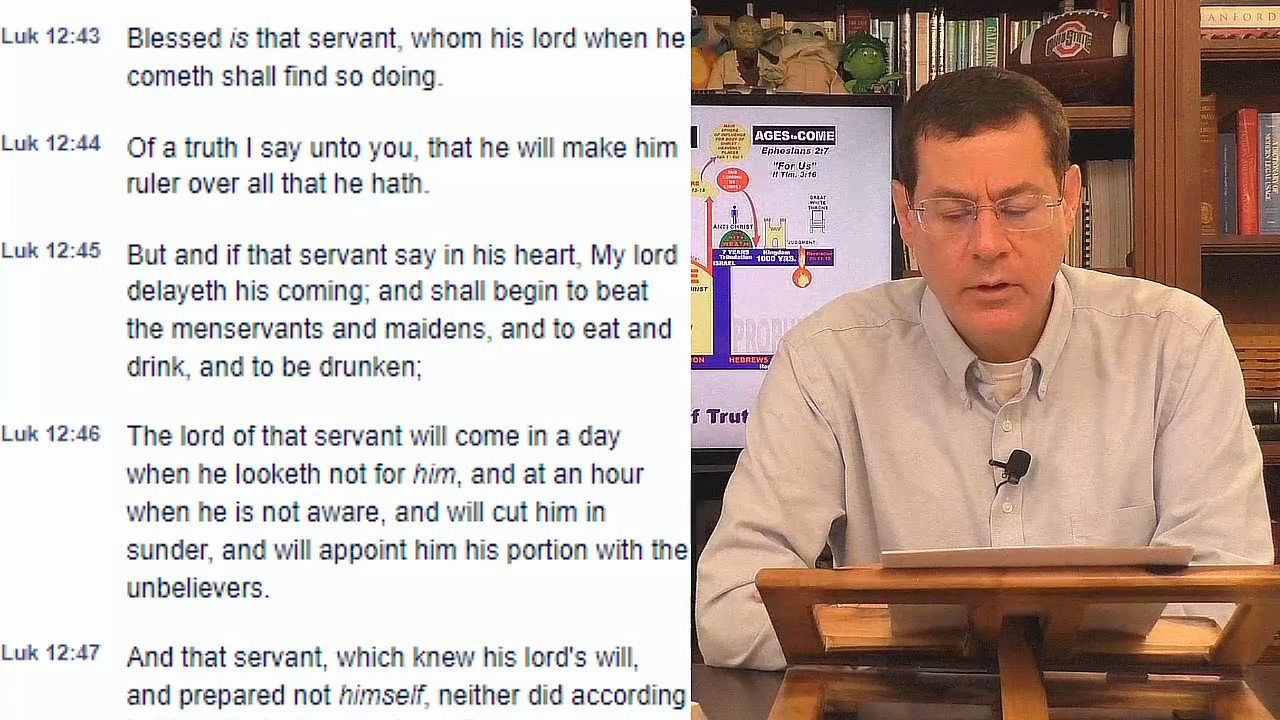 Luk 12:43 Blessed is that servant, whom his lord when he
cometh shall find so doing.
Luk 12:44 Of a truth I say unto you, that he will make him
ruler over all that he hath.
Luk 12:45 But and if that servant say in his heart, My lord
delayeth his coming; and shall begin to beat
the menservants and maidens, and to eat and
drink, and to be drunken;
Luk 12:46 The lord of that servant will come in a day
when he looketh not for him, and at an hour
when he is not aware, and will cut him in
sunder, and will appoint him his portion with the
unbelievers.
Luk 12:47 And that servant, which knew his lord's will,
and prepared not himself, neither did according
AGES to COME
Ephesians 2:7
"For Us"
II Tim. 3:16
GREAT
WHITE
THRONE
ANTI CHRIST
WRATH
JUDGMENT
7 YEARS
Tribulation
ISRAEL
Kingdom
1000 YRS.
PROPH
HEBREWS
f Trut
GALATIANS
ANFORD